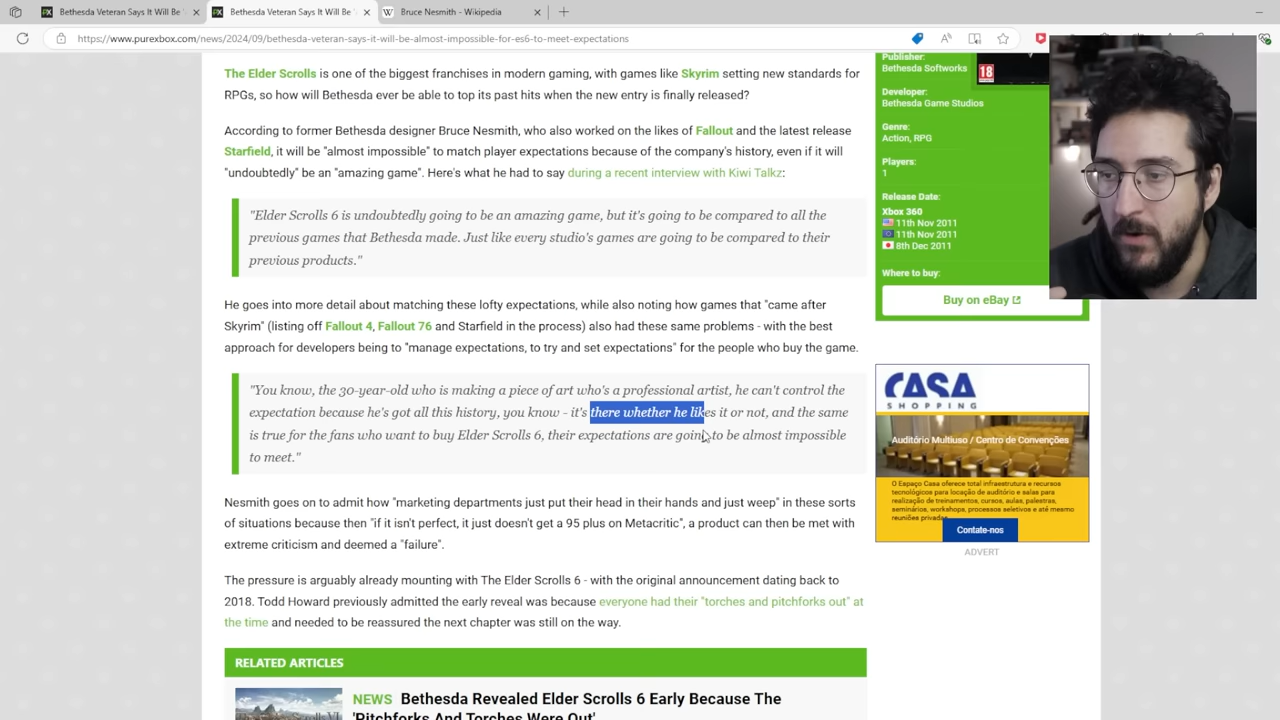 Bethesda Veteran Says It Will Be
Bethesda Veteran Says It Will Be
Bruce Nesmith - Wikipedia
https://www.purexbox.com/news/2024/09/bethesda-veteran-says-it-will-be-almost-impossible-for-es6-to-meet-expectations
The Elder Scrolls is one of the biggest franchises in modern gaming, with games like Skyrim setting new standards for
RPGs, so how will Bethesda ever be able to top its past hits when the new entry is finally released?
According to former Bethesda designer Bruce Nesmith, who also worked on the likes of Fallout and the latest release
Starfield, it will be "almost impossible" to match player expectations because of the company's history, even if it will
"undoubtedly" be an "amazing game". Here's what he had to say during a recent interview with Kiwi Talkz:
"Elder Scrolls 6 is undoubtedly going to be an amazing game, but it's going to be compared to all the
previous games that Bethesda made. Just like every studio's games are going to be compared to their
previous products."
He goes into more detail about matching these lofty expectations, while also noting how games that "came after
Skyrim" (listing off Fallout 4, Fallout 76 and Starfield in the process) also had these same problems - with the best
approach for developers being to "manage expectations, to try and set expectations" for the people who buy the game.
"You know, the 30-year-old who is making a piece of art who's a professional artist, he can't control the
expectation because he's got all this history, you know - it's there whether he likes it or not, and the same
is true for the fans who want to buy Elder Scrolls 6, their expectations are going to be almost impossible
to meet."
Nesmith went on about how "marketing departments just put their head in their hands and just weep" in these sorts
of situations because then "if it isn't perfect, it just doesn't get a 95 plus on Metacritic", a product can then be met with
extreme criticism and deemed a "failure".
The pressure is arguably already mounting with The Elder Scrolls 6 - with the original announcement dating back to
2018. Todd Howard previously admitted the early reveal was because everyone had their "torches and pitchforks out" at
the time and needed to be reassured the next chapter was still on the way.
RELATED ARTICLES
NEWS Bethesda Revealed Elder Scrolls 6 Early Because The
'Pitchforks And Torches Were Out'
Publisher:
Bethesda Softworks
18
Developer:
Bethesda Game Studios
Genre:
Action, RPG
Players:
1
Release Date:
Xbox 360
11th Nov 2011
11th Nov 2011
8th Dec 2011
Where to buy:
Buy on eBay
CASA
SHOPPING
Auditório Multiuso / Centro de Convenções
O Espaço Casa oferece total infraestrutura e recursos
tecnológicos para locação de auditório e salas para
realização de treinamentos, cursos, aulas, palestras,
seminários, workshops, processos seletivos e até mesmo
reuniões privadas.
Contate-nos
ADVERT